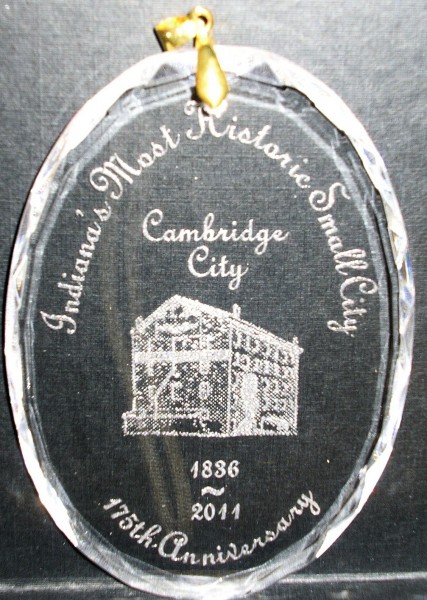 Indiana's Most Historic Small City
Cambridge
City
1836
~
2011
175th Anniversary